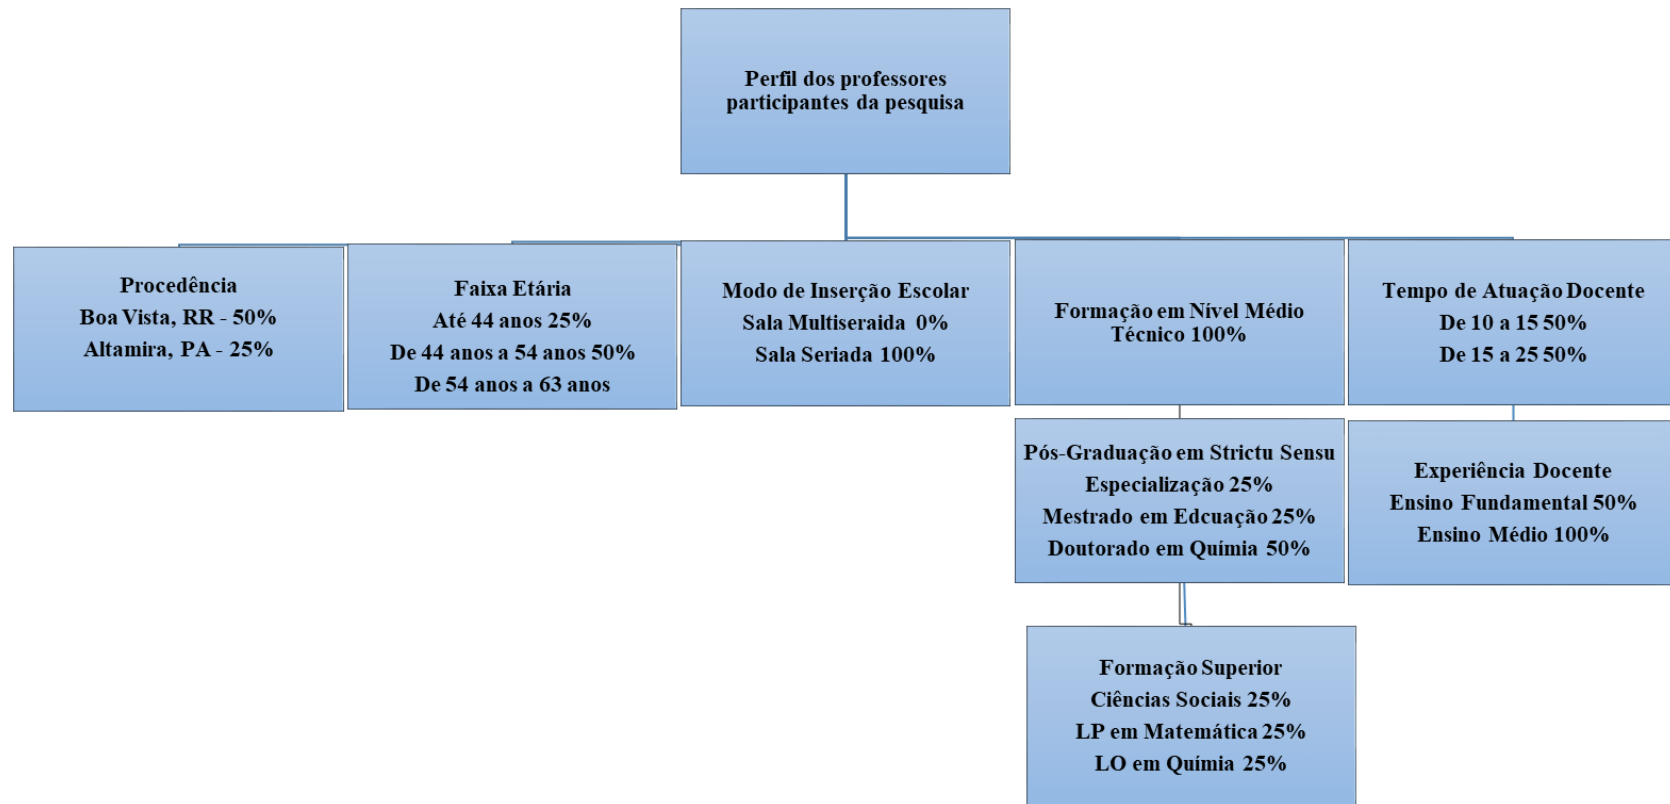 Perfil dos professores
participantes da pesquisa
Procedência
Boa Vista, RR - 50%
Altamira, PA - 25%
Faixa Etária
Até 44 anos 25%
De 44 anos a 54 anos 50%
De 54 anos a 63 anos
Modo de Inserção Escolar
Sala Multiseraida 0%
Sala Seriada 100%
Formação em Nível Médio
Técnico 100%
Tempo de Atuação Docente
De 10 a 15 50%
De 15 a 25 50%
Pós-Graduação em Strictu Sensu
Especialização 25%
Mestrado em Edcuação 25%
Doutorado em Químia 50%
Experiência Docente
Ensino Fundamental 50%
Ensino Médio 100%
Formação Superior
Ciências Sociais 25%
LP em Matemática 25%
LO em Químia 25%